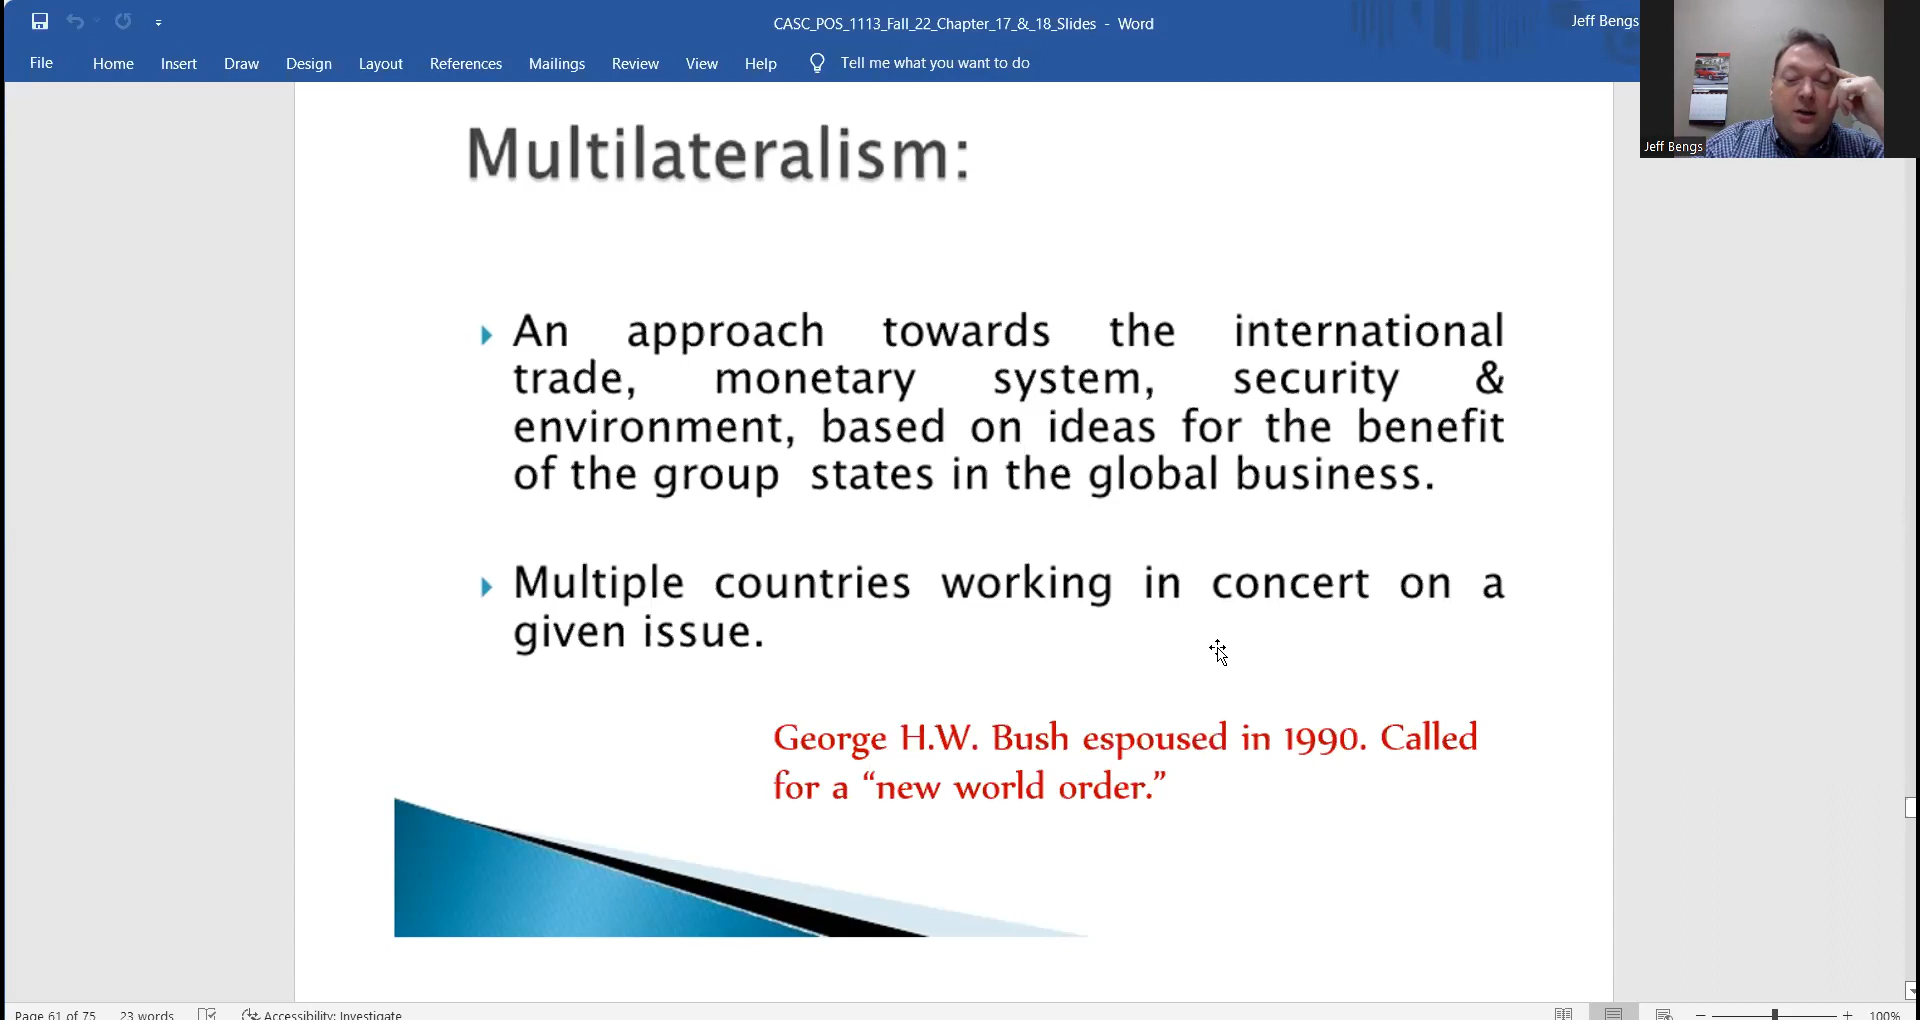 CASC_POS_1113_Fall_22_Chapter_17_&_18_Slides - Word
Jeff Bengs
File Home Insert Draw Design Layout References Mailings Review View Help Tell me what you want to do
Jeff Bengs
Multilateralism:
An approach towards the international
trade, monetary system, security &
environment, based on ideas for the benefit
of the group states in the global business.
Multiple countries working in concert on a
given issue.
George H.W. Bush espoused in 1990. Called
for a “new world order.”
Page 61 of 75 23 words Accessibility: Investigate 100%